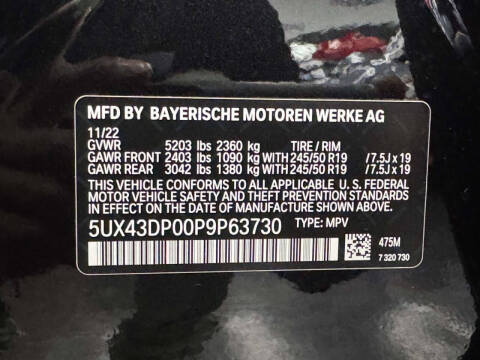 MFD BY BAYERISCHE MOTOREN WERKE AG
11/22
GVWR 5203 lbs 2360 kg TIRE / RIM
GAWR FRONT 2403 lbs 1090 kg WITH 245/50 R19 / 7.5J x 19
GAWR REAR 3042 lbs 1380 kg WITH 245/50 R19 / 7.5J x 19
THIS VEHICLE CONFORMS TO ALL APPLICABLE U. S. FEDERAL
MOTOR VEHICLE SAFETY AND THEFT PREVENTION STANDARDS
IN EFFECT ON THE DATE OF MANUFACTURE SHOWN ABOVE.
5UX43DP00P9P63730 TYPE: MPV
475M
7 320 730